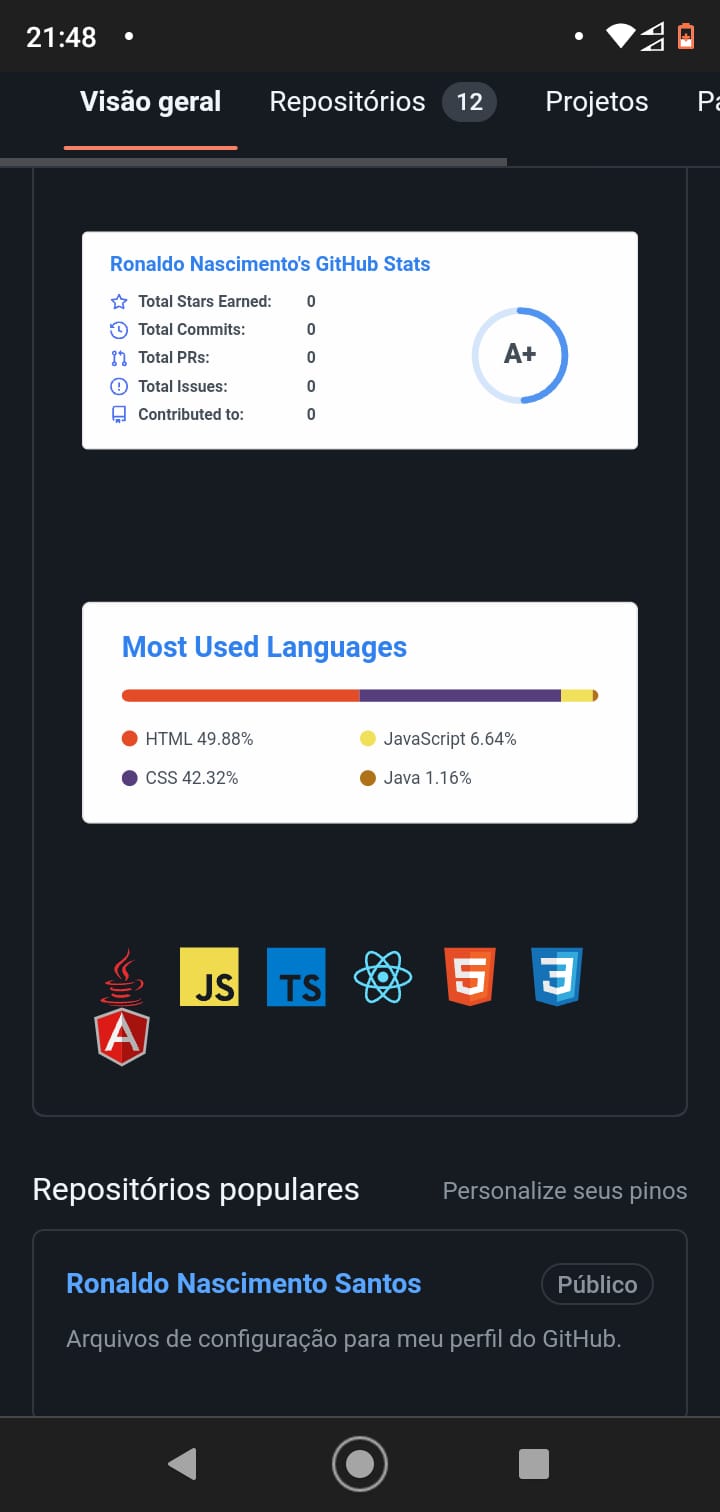 21:48
Visão geral Repositórios 12 Projetos Pa
Ronaldo Nascimento's GitHub Stats
Total Stars Earned: 0
Total Commits: 0
Total PRs: 0
Total Issues: 0
Contributed to: 0
A+
Most Used Languages
HTML 49.88% JavaScript 6.64%
CSS 42.32% Java 1.16%
JS TS 5 3
A
Repositórios populares Personalize seus pinos
Ronaldo Nascimento Santos Público
Arquivos de configuração para meu perfil do GitHub.